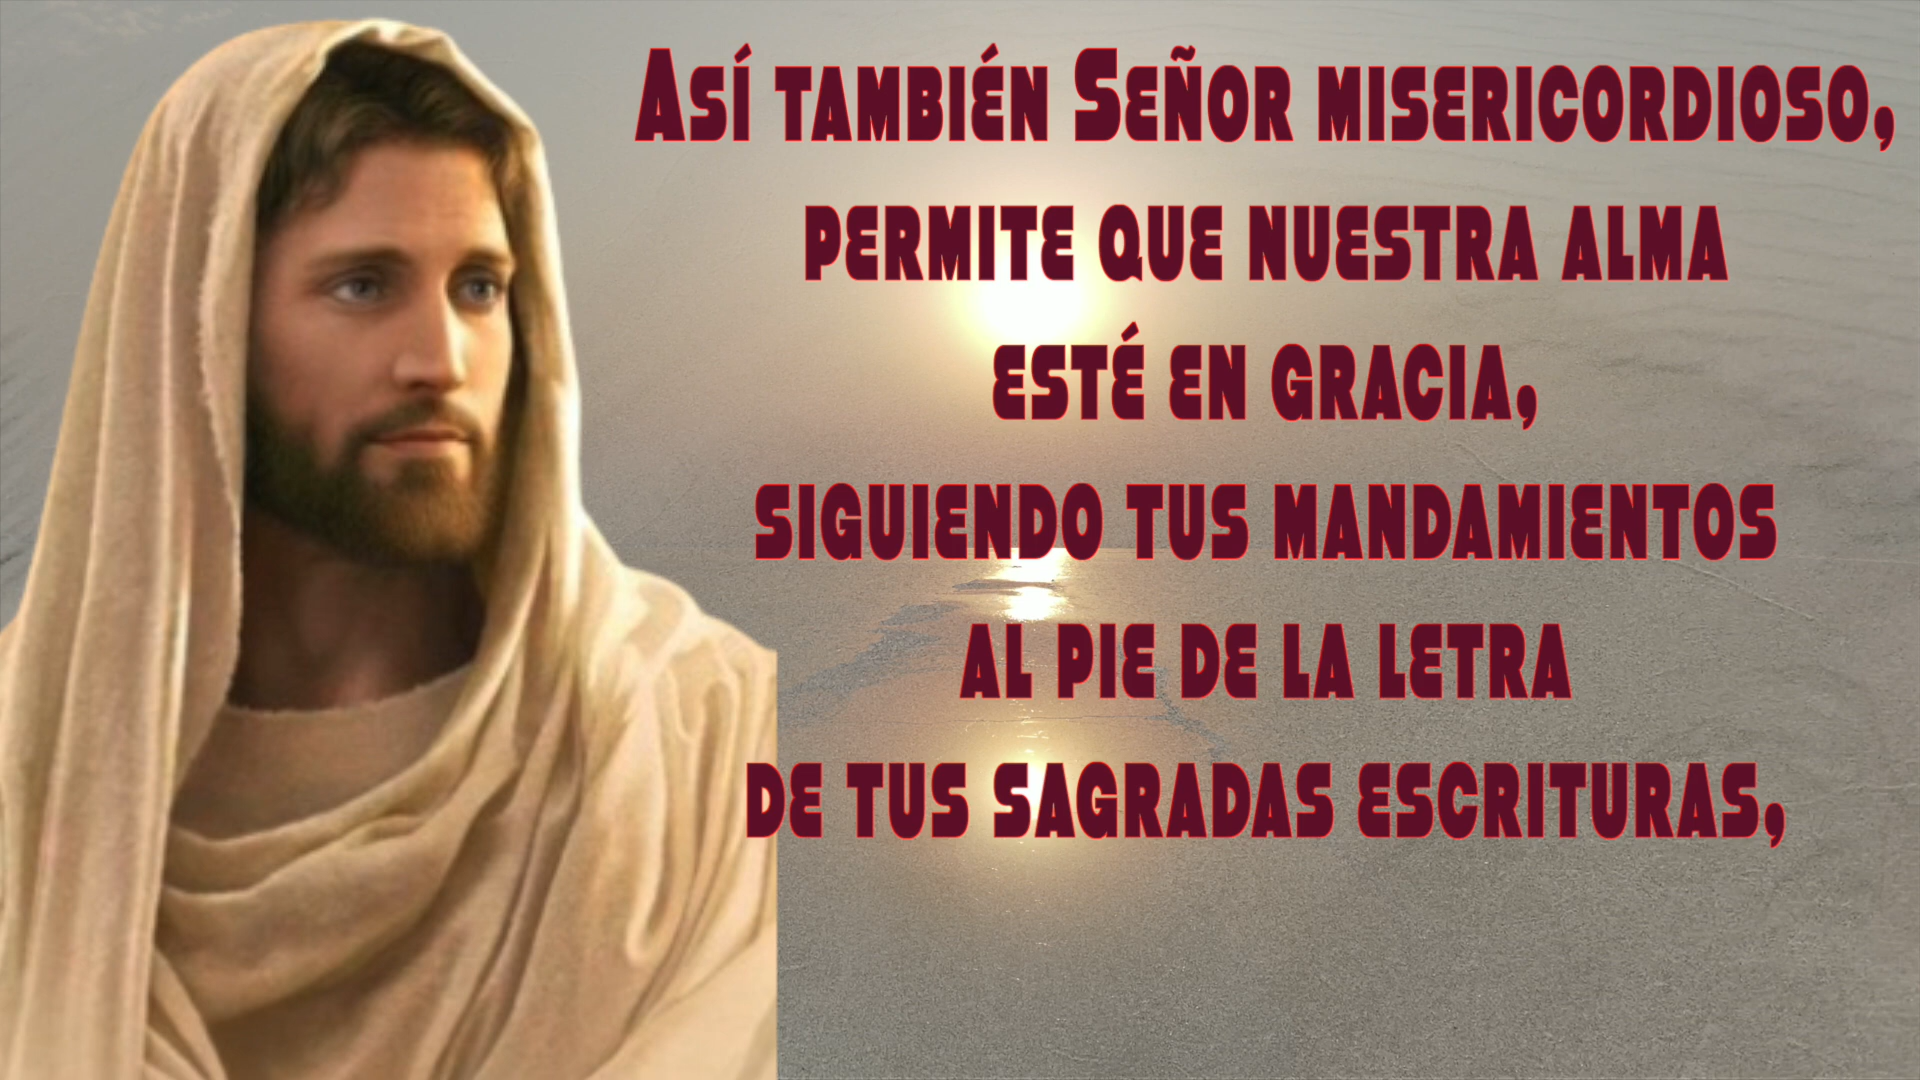 Así también Señor misericordioso,
permite que nuestra alma
esté en gracia,
siguiendo tus mandamientos
al pie de la letra
de tus sagradas escrituras,